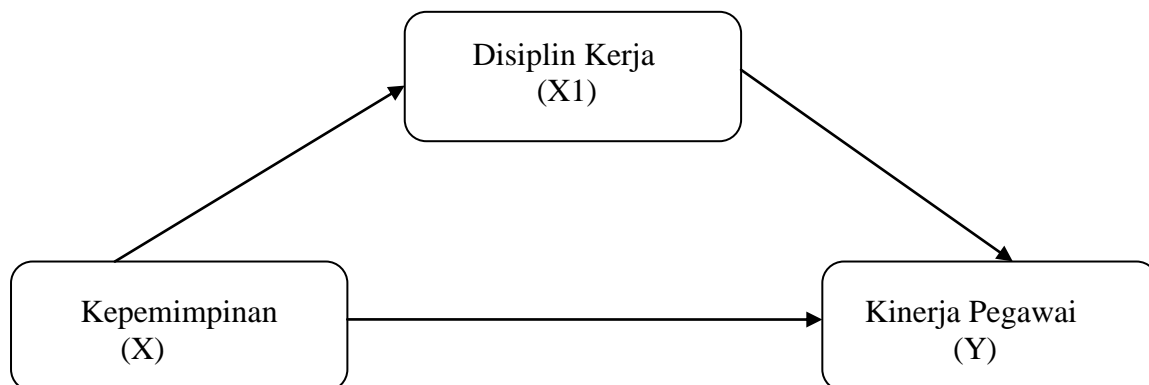 Disiplin Kerja
(X1)
Kepemimpinan
(X)
Kinerja Pegawai
(Y)